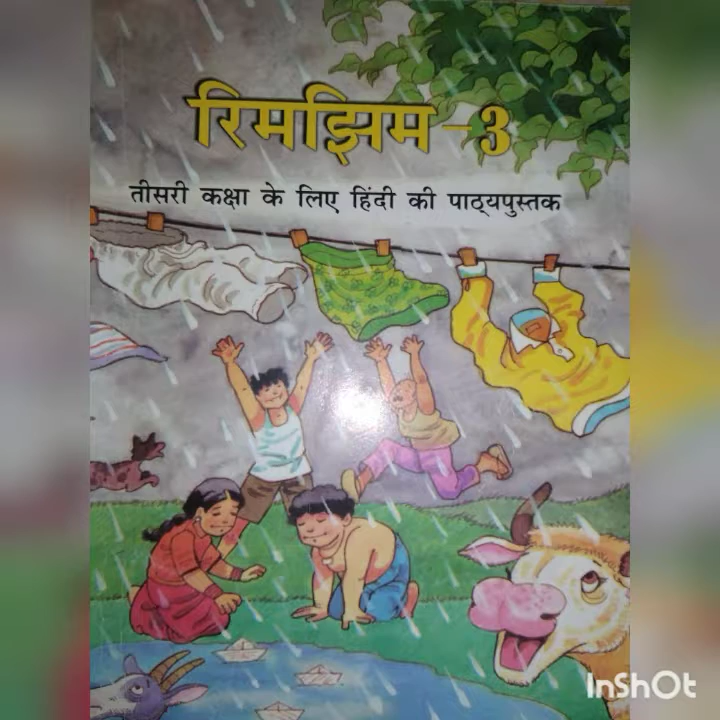 रिमझिम-3
तीसरी कक्षा के लिए हिंदी की पाठ्यपुस्तक
InShOt